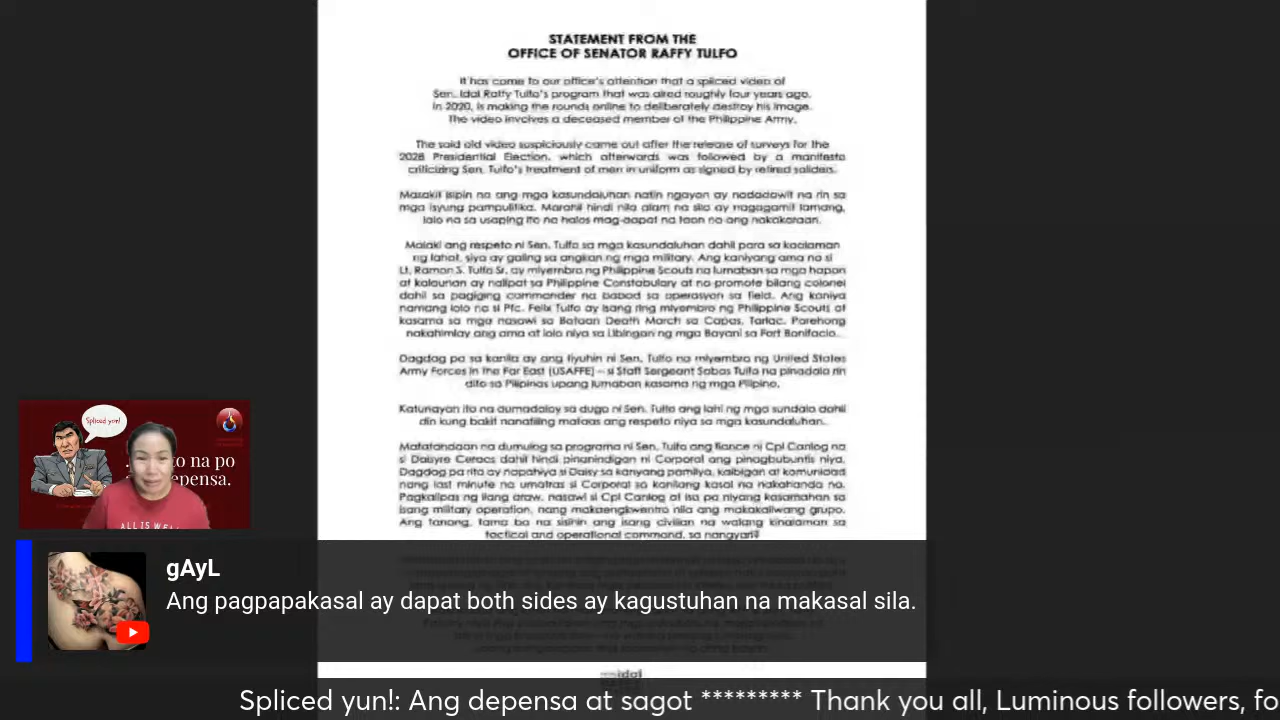 STATEMENT FROM THE
OFFICE OF SENATOR RAFFY TULFO
It has come to our office's attention that a spliced video of
Sen. Idol Raffy Tulfo's program that was aired roughly four years ago,
in 2020, is making the rounds online to deliberately destroy his image.
The video involves a deceased member of the Philippine Army.
The said old video suspiciously came out after the release of surveys for the
2028 Presidential Election, which afterwards was followed by a manifesto
criticizing Sen. Tulfo's treatment of men in uniform as signed by retired
Masakit isipin na ang mga kasundaluhan natin ngayon ay nadadawit na rin sa
mga isyung pampulitika. Marahil hindi nila alam na sila ay nagagamit lamang,
lalo na sa usaping ito na halos mag-aapat na taon na ang nakakaraan.
Malaki ang respeto ni Sen. Tulfo sa mga kasundaluhan dahil para sa kaalaman
ng lahat, siya ay galing sa angkan ng mga military. Ang kaniyang ama na si
Lt. Ramon S. Tulfo Sr. ay miyembro ng Philippine Scouts na lumaban sa mga hapon
at kalaunan ay nalipat sa Philippine Constabulary at na-promote bilang colonel
dahil sa pagiging commander na babad sa operasyon sa field. Ang kaniya
namang lolo na si Pfc. Felix Tulfo ay isang ring miyembro ng Philippine Scouts at
kasama sa mga nasawi sa Bataan Death March sa Capas, Tarlac. Parehong
nakahimlay ang ama at lolo niya sa Libingan ng mga Bayani sa Fort Bonifacio.
Dagdag pa sa kanila ay ang tiyuhin ni Sen. Tulfo na miyembro ng United States
Army Forces in the Far East (USAFFE) – si Staff Sergeant Sabas Tulfo na pinadala rin
dito sa Pilipinas upang lumaban kasama ng mga Pilipino.
Katunayan ito na dumadaloy sa dugo ni Sen. Tulfo ang lahi ng mga sundalo dahil
din kung bakit nanatiling mataas ang respeto niya sa mga kasundaluhan.
Matatandaan na dumulog sa programa ni Sen. Tulfo ang fiance ni Cpl Canlog na
si dahil hindi pinanindigan ni Corporal ang pinagbubuntis niya.
Dagdag pa rito ay napahiya si Daisy sa kanyang pamilya, kaibigan at komunidad
nang last minute na umatras si Corporal sa kanilang kasal na nakahanda na.
Pagkalipas ng ilang araw, nasawi si Cpl Canlog at isa pa niyang kasamahan sa
isang military operation, nang makaengkwentro nila ang makakaliwang grupo.
Ang tanong, tama ba na sisihin ang isang civilian na walang kinalaman sa
tactical and operational command, sa nangyari?
Spliced yun!
to na po
epensa.
ALL IS WELL
gAyL
Ang pagpapakasal ay dapat both sides ay kagustuhan na makasal sila.
idol
Spliced yun!: Ang depensa at sagot ********* Thank you all, Luminous followers, fo